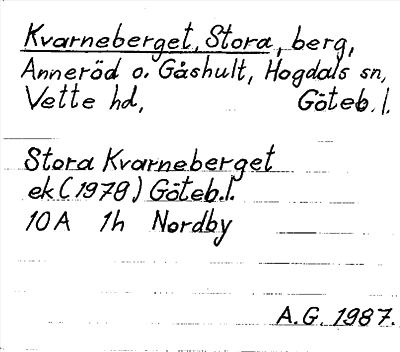 Kvarneberget, Stora, berg,
Anneröd o. Gåshult, Hogdals sn,
Vette hd, Göteb. l.
Stora Kvarneberget
ek (1978) Göteb. l.
10A 1h Nordby
A.G. 1987.